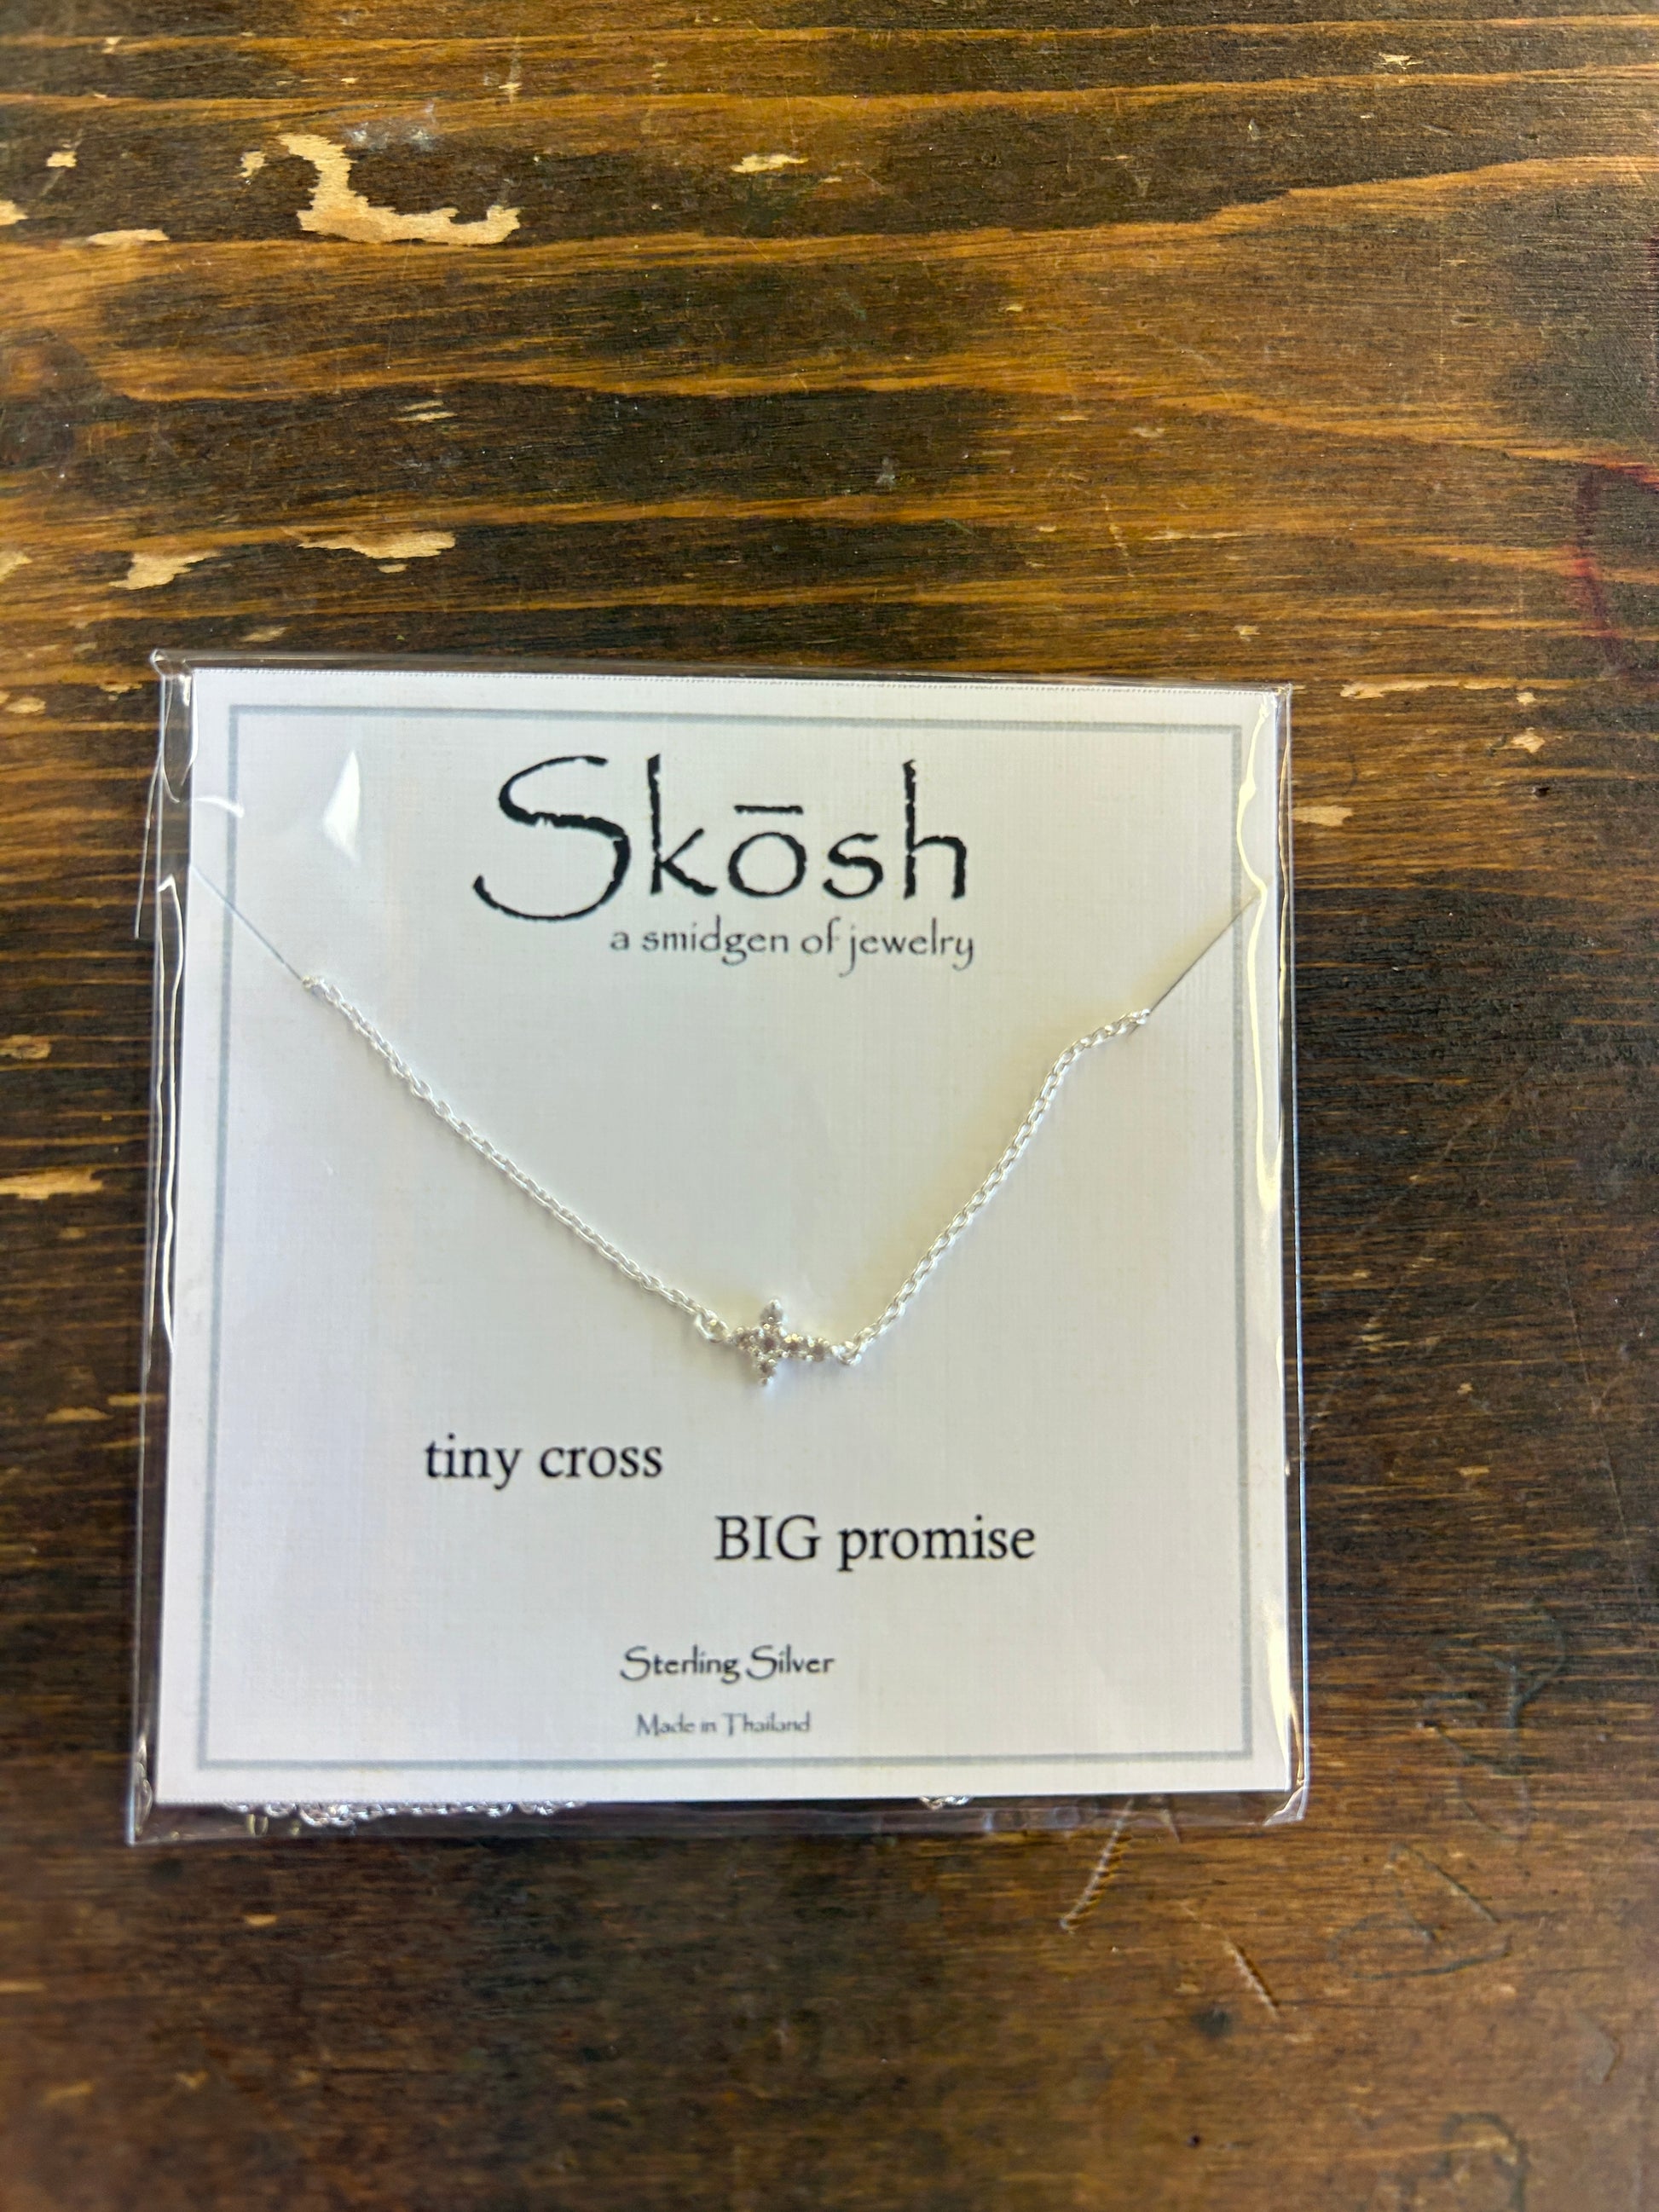 Skōsh
a smidgen of jewelry
tiny cross
BIG promise
Sterling Silver
Made in Thailand